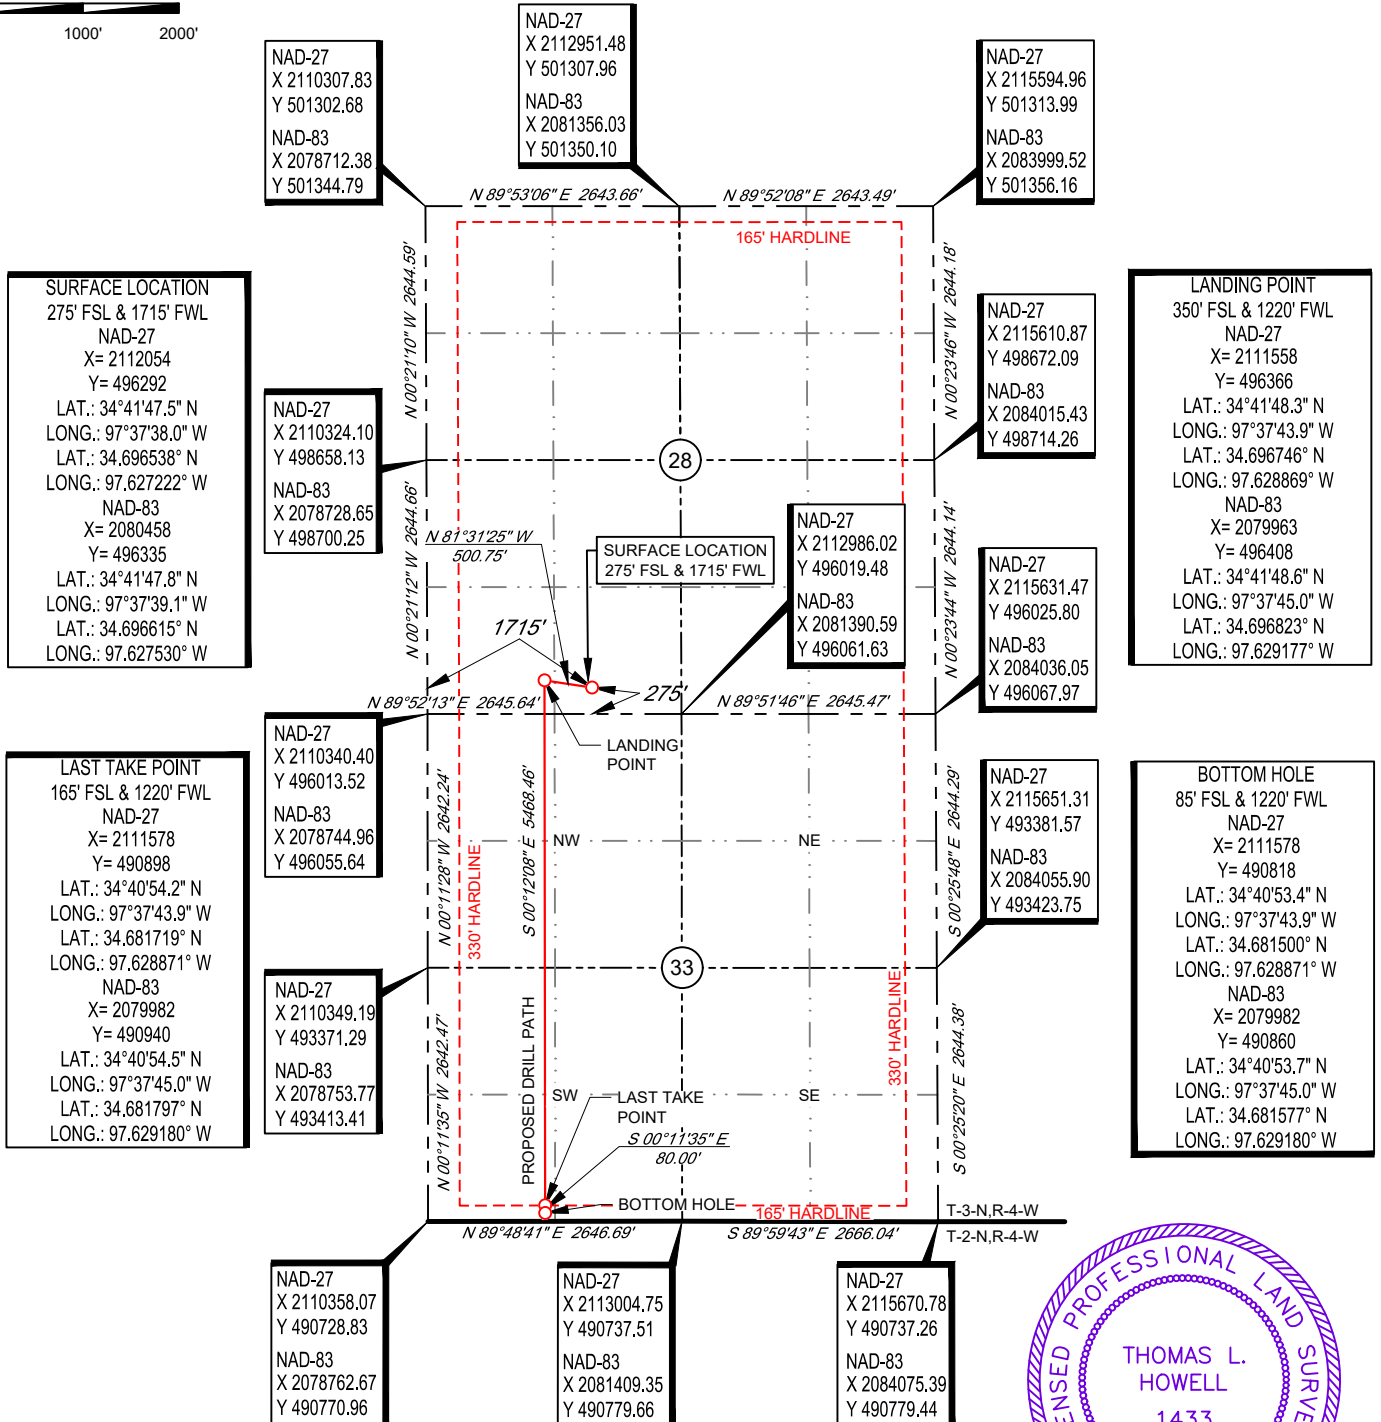 1000' 2000'
NAD-27
X 2110307.83
Y 501302.68
NAD-83
X 2078712.38
Y 501344.79
NAD-27
X 2112951.48
Y 501307.96
NAD-83
X 2081356.03
Y 501350.10
NAD-27
X 2115594.96
Y 501313.99
NAD-83
X 2083999.52
Y 501356.16
N 89°53'06" E 2643.66'
N 89°52'08" E 2643.49'
165' HARDLINE
N 00°21'10" W 2644.59'
N 00°23'46" W 2644.18'
SURFACE LOCATION
275' FSL & 1715' FWL
NAD-27
X= 2112054
Y= 496292
LAT.: 34°41'47.5" N
LONG.: 97°37'38.0" W
LAT.: 34.696538° N
LONG.: 97.627222° W
NAD-83
X= 2080458
Y= 496335
LAT.: 34°41'47.8" N
LONG.: 97°37'39.1" W
LAT.: 34.696615° N
LONG.: 97.627530° W
LANDING POINT
350' FSL & 1220' FWL
NAD-27
X= 2111558
Y= 496366
LAT.: 34°41'48.3" N
LONG.: 97°37'43.9" W
LAT.: 34.696746° N
LONG.: 97.628869° W
NAD-83
X= 2079963
Y= 496408
LAT.: 34°41'48.6" N
LONG.: 97°37'45.0" W
LAT.: 34.696823° N
LONG.: 97.629177° W
NAD-27
X 2110324.10
Y 498658.13
NAD-83
X 2078728.65
Y 498700.25
NAD-27
X 2115610.87
Y 498672.09
NAD-83
X 2084015.43
Y 498714.26
28
N 00°21'12" W 2644.66'
N 00°23'44" W 2644.14'
N 81°31'25" W
500.75'
SURFACE LOCATION
275' FSL & 1715' FWL
NAD-27
X 2112986.02
Y 496019.48
NAD-83
X 2081390.59
Y 496061.63
NAD-27
X 2115631.47
Y 496025.80
NAD-83
X 2084036.05
Y 496067.97
1715'
275'
N 89°52'13" E 2645.64'
N 89°51'46" E 2645.47'
LANDING
POINT
NAD-27
X 2110340.40
Y 496013.52
NAD-83
X 2078744.96
Y 496055.64
N 00°11'28" W 2642.24'
330' HARDLINE
S 00°12'08" E 5468.46'
NW
NE
S 00°25'48" E 2644.29'
NAD-27
X 2115651.31
Y 493381.57
NAD-83
X 2084055.90
Y 493423.75
LAST TAKE POINT
165' FSL & 1220' FWL
NAD-27
X= 2111578
Y= 490898
LAT.: 34°40'54.2" N
LONG.: 97°37'43.9" W
LAT.: 34.681719° N
LONG.: 97.628871° W
NAD-83
X= 2079982
Y= 490940
LAT.: 34°40'54.5" N
LONG.: 97°37'45.0" W
LAT.: 34.681797° N
LONG.: 97.629180° W
BOTTOM HOLE
85' FSL & 1220' FWL
NAD-27
X= 2111578
Y= 490818
LAT.: 34°40'53.4" N
LONG.: 97°37'43.9" W
LAT.: 34.681500° N
LONG.: 97.628871° W
NAD-83
X= 2079982
Y= 490860
LAT.: 34°40'53.7" N
LONG.: 97°37'45.0" W
LAT.: 34.681577° N
LONG.: 97.629180° W
33
NAD-27
X 2110349.19
Y 493371.29
NAD-83
X 2078753.77
Y 493413.41
N 00°11'35" W 2642.47'
PROPOSED DRILL PATH
SW
SE
330' HARDLINE
S 00°25'20" E 2644.38'
LAST TAKE
POINT
S 00°11'35" E
80.00'
BOTTOM HOLE
165' HARDLINE
T-3-N,R-4-W
T-2-N,R-4-W
N 89°48'41" E 2646.69'
S 89°59'43" E 2666.04'
NAD-27
X 2110358.07
Y 490728.83
NAD-83
X 2078762.67
Y 490770.96
NAD-27
X 2113004.75
Y 490737.51
NAD-83
X 2081409.35
Y 490779.66
NAD-27
X 2115670.78
Y 490737.26
NAD-83
X 2084075.39
Y 490779.44
ENSED PROFESSIONAL LAND SURVE
THOMAS L.
HOWELL
1433